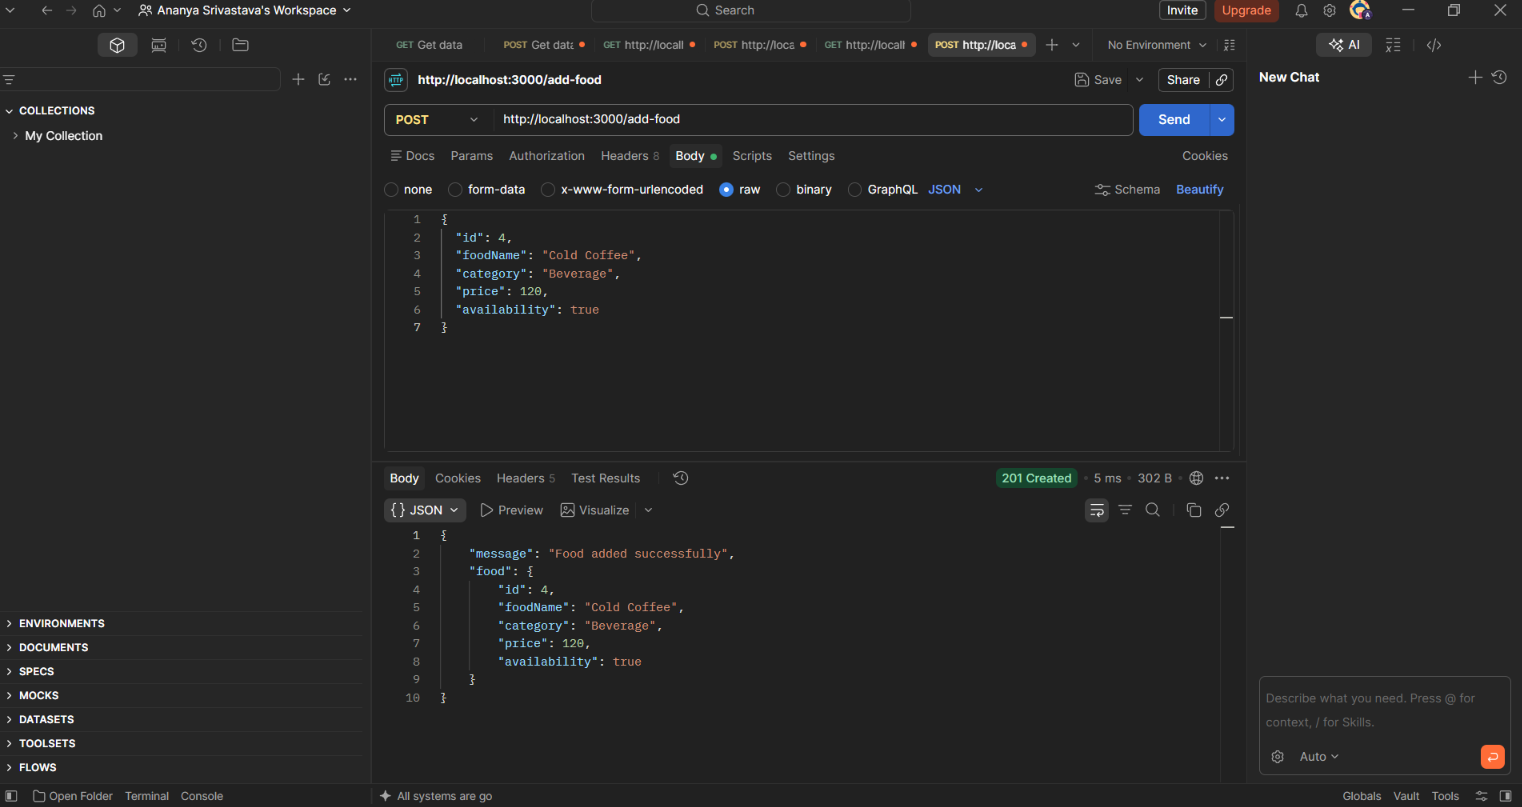 Ananya Srivastava's Workspace
Search
Invite
Upgrade
A
GET Get data
POST Get data
GET http://locall
POST http://loca
GET http://locall
POST http://loca
No Environment
AI
HTTP
http://localhost:3000/add-food
Save
Share
New Chat
COLLECTIONS
My Collection
POST
http://localhost:3000/add-food
Send
Docs
Params
Authorization
Headers 8
Body
Scripts
Settings
Cookies
none
form-data
x-www-form-urlencoded
raw
binary
GraphQL
JSON
Schema
Beautify
1 {
2 "id": 4,
3 "foodName": "Cold Coffee",
4 "category": "Beverage",
5 "price": 120,
6 "availability": true
7 }
Body
Cookies
Headers 5
Test Results
201 Created
5 ms
302 B
{} JSON
Preview
Visualize
1 {
2 "message": "Food added successfully",
3 "food": {
4 "id": 4,
5 "foodName": "Cold Coffee",
6 "category": "Beverage",
7 "price": 120,
8 "availability": true
9 }
10 }
ENVIRONMENTS
DOCUMENTS
SPECS
MOCKS
DATASETS
TOOLSETS
FLOWS
Describe what you need. Press @ for
context, / for Skills.
Auto
Open Folder
Terminal
Console
All systems are go
Globals
Vault
Tools